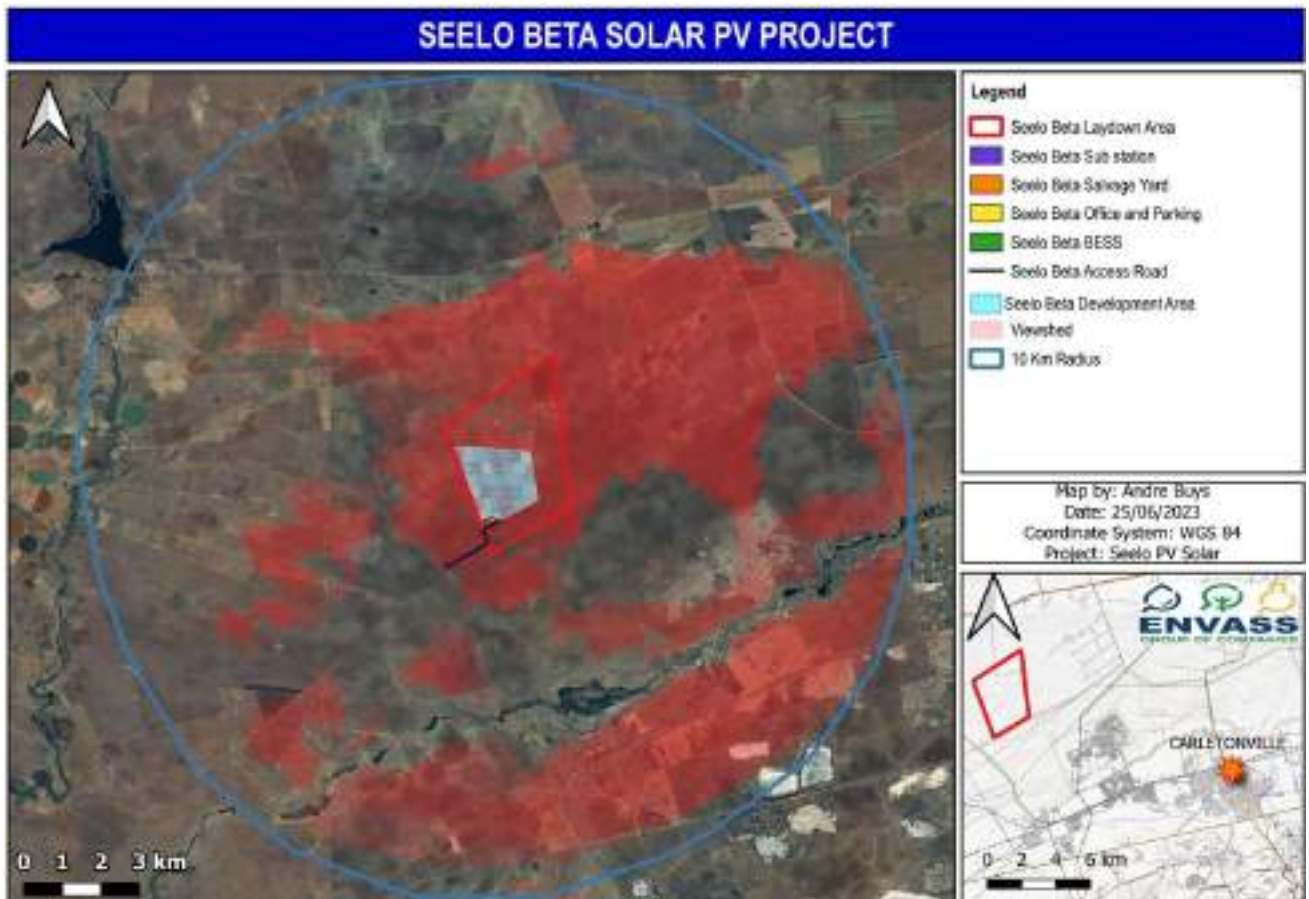 SEELO BETA SOLAR PV PROJECT
Legend
Seelo Beta Laydown Area
Seelo Beta Sub station
Seelo Beta Salvage Yard
Seelo Beta Office and Parking
Seelo Beta BESS
Seelo Beta Access Road
Seelo Beta Development Area
Viewshed
10 Km Radius
Map by: Andre Buys
Date: 25/06/2023
Coordinate System: WGS 84
Project: Seelo PV Solar
ENVASS
GROUP OF COMPANIES
CARLETONVILLE
0 2 4 6 km
0 1 2 3 km